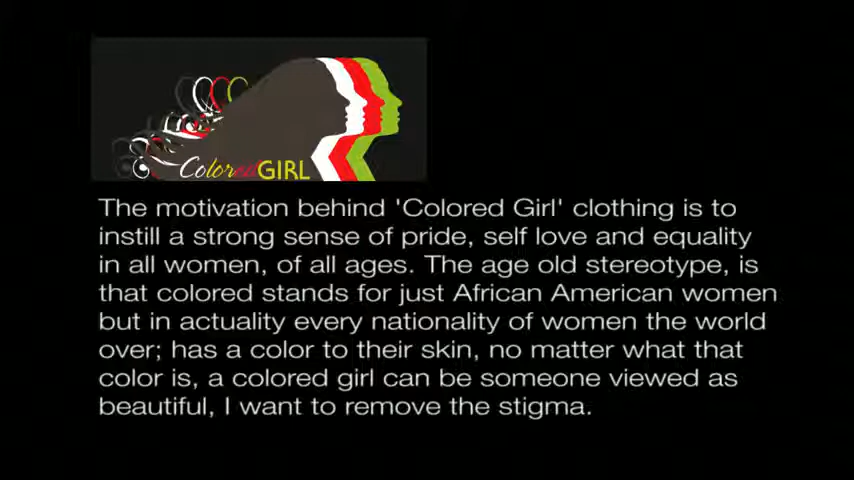 Colored GIRL
The motivation behind 'Colored Girl' clothing is to
instill a strong sense of pride, self love and equality
in all women, of all ages. The age old stereotype, is
that colored stands for just African American women
but in actuality every nationality of women the world
over; has a color to their skin, no matter what that
color is, a colored girl can be someone viewed as
beautiful, I want to remove the stigma.